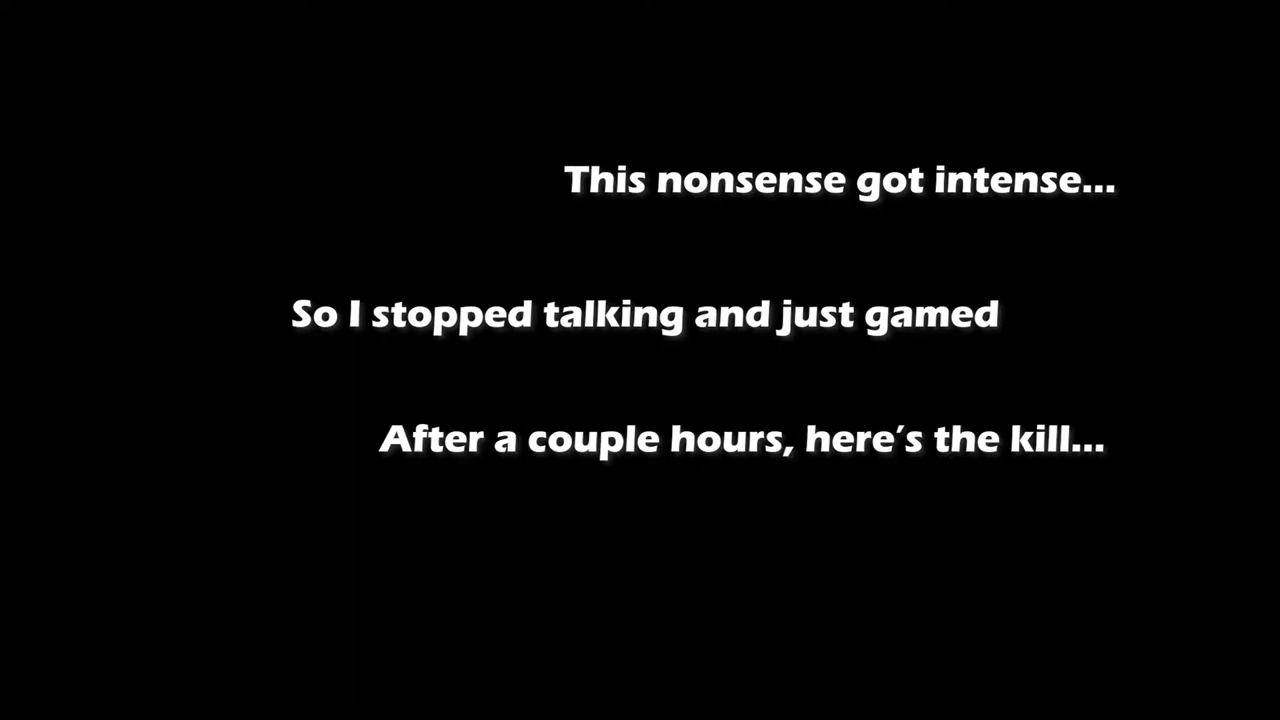 This nonsense got intense...
So I stopped talking and just gamed
After a couple hours, here's the kill...